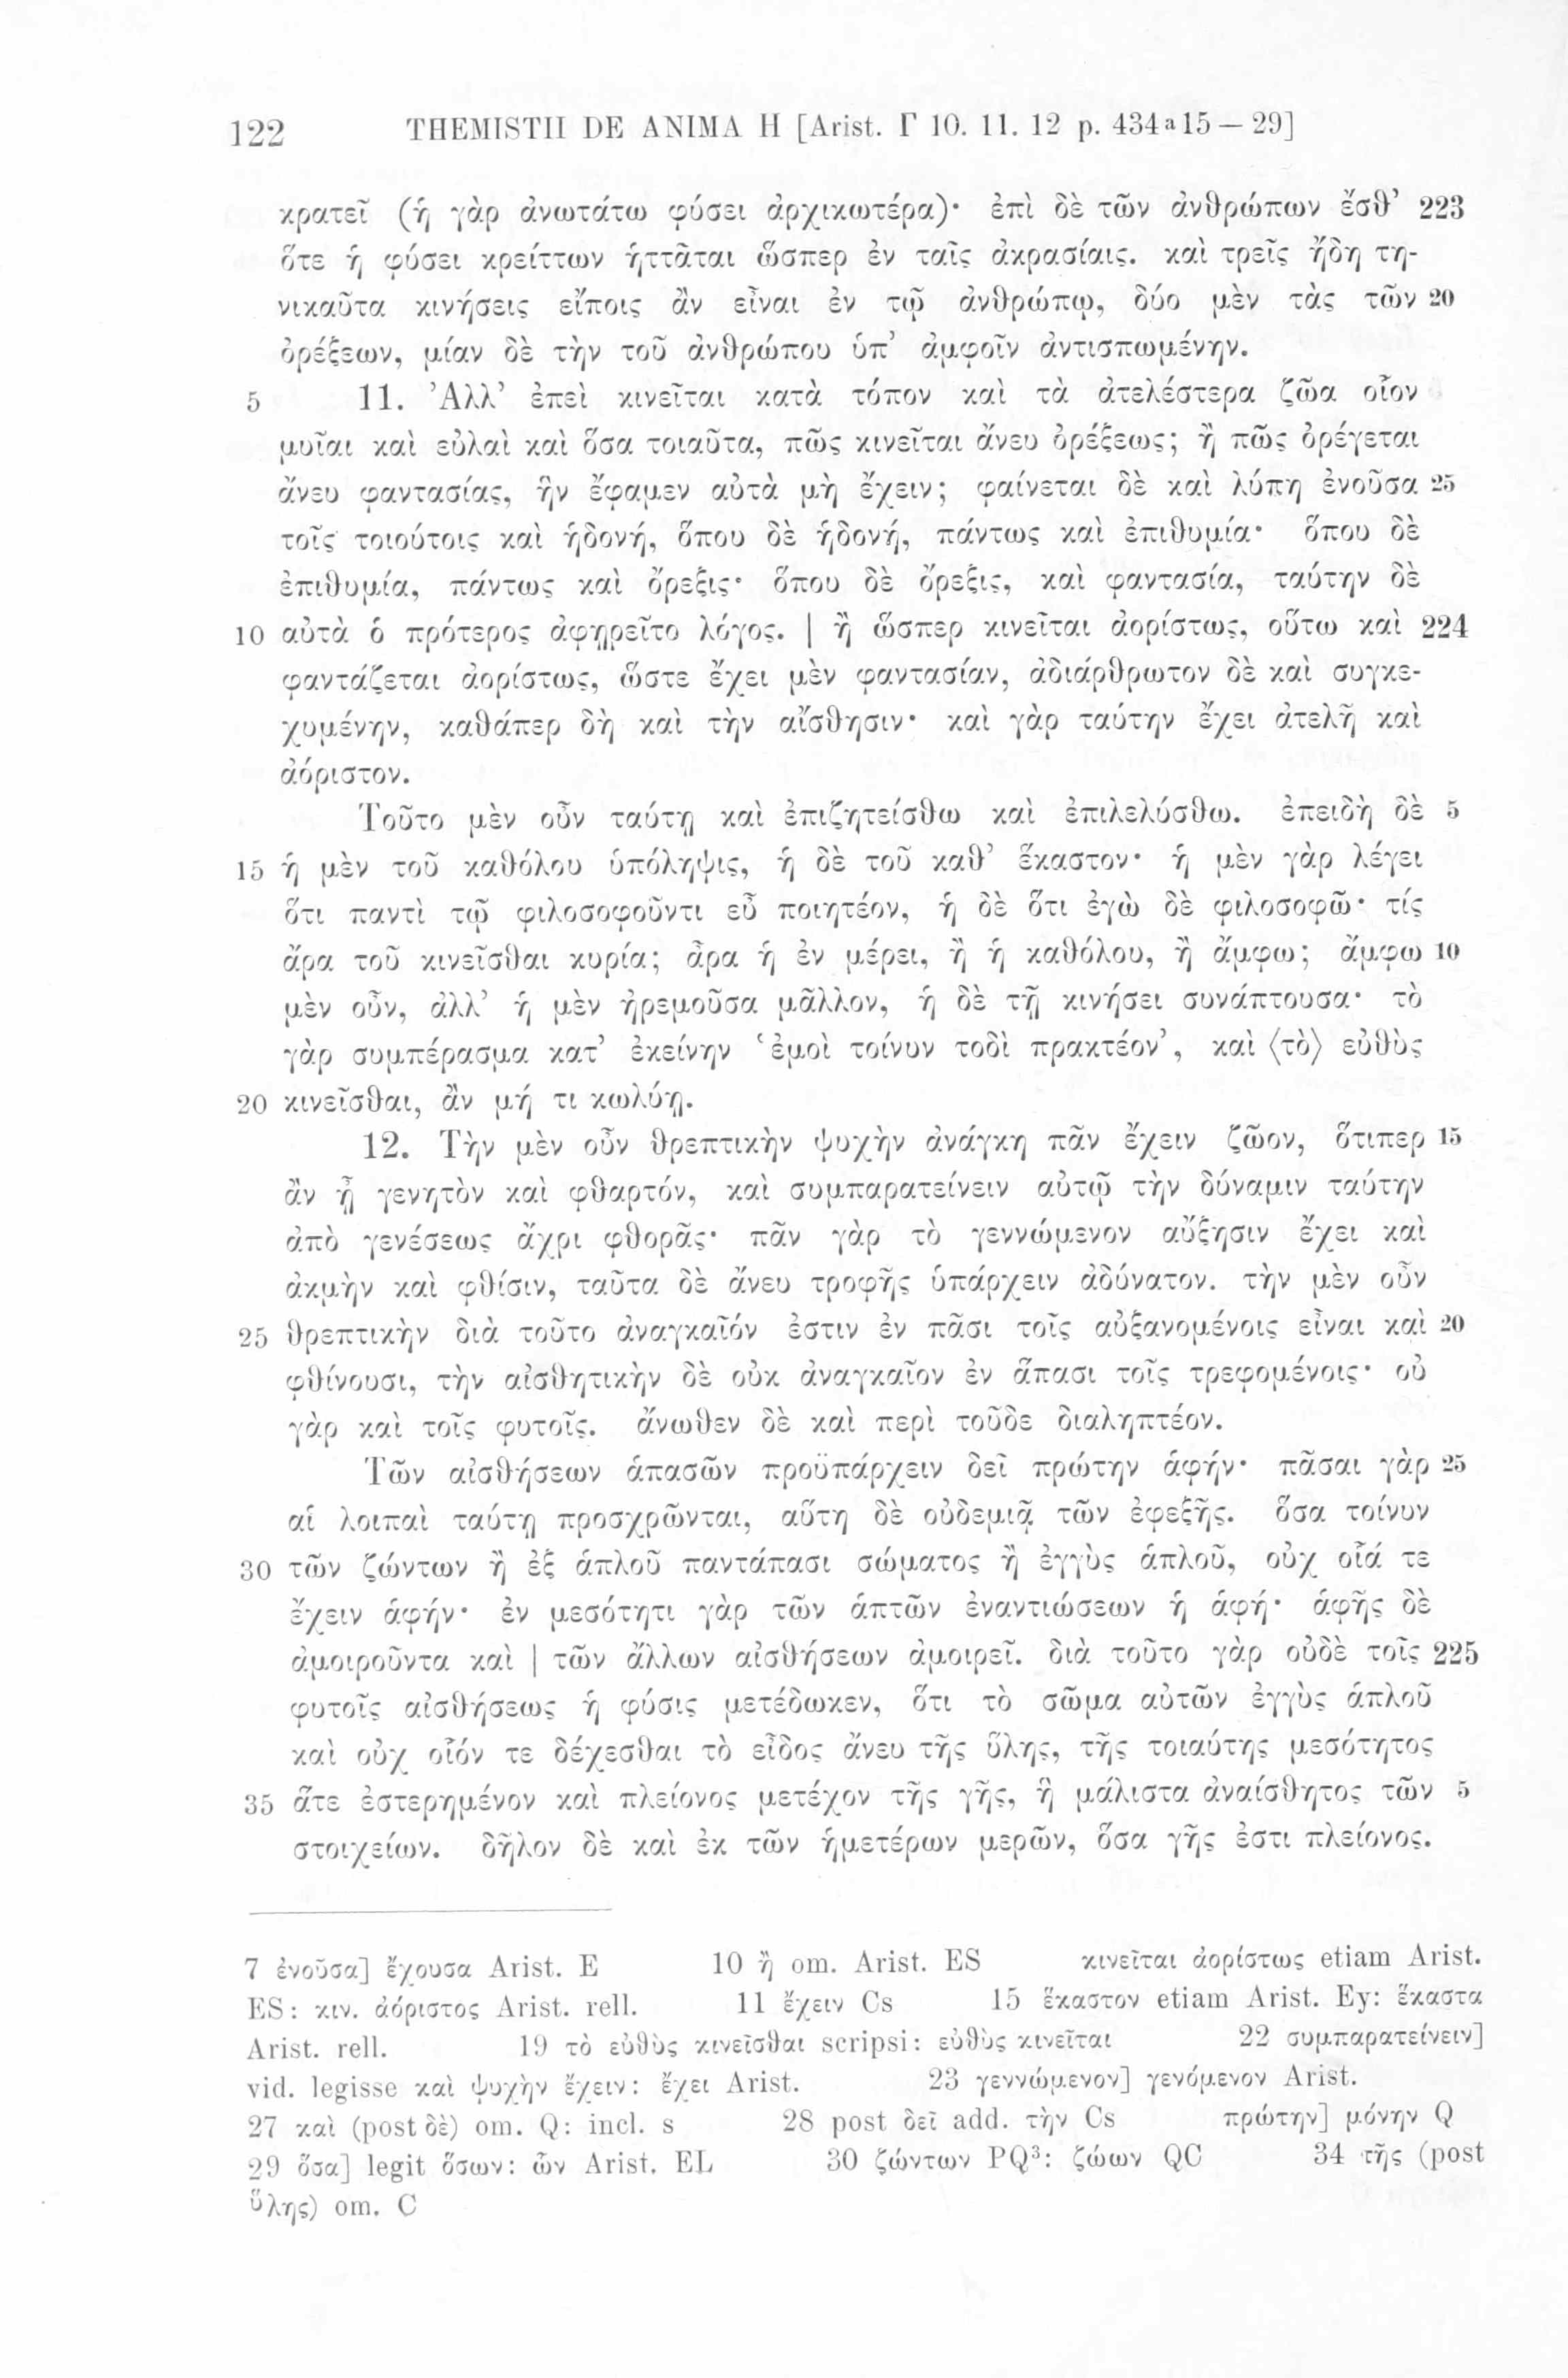 122 THEMISTII DE ANIMA H [Arist. Γ 10. 11. 12 p. 434a15 — 29]
κρατεῖ (ἡ γὰρ ἀνωτάτω φύσει ἀρχικωτέρα)· ἐπὶ δὲ τῶν ἀνθρώπων ἔσθ’ 223
ὅτε ἡ φύσει κρείττων ἡττᾶται ὥσπερ ἐν ταῖς ἀκρασίαις. καὶ τρεῖς ἤδη τη-
νικαῦτα κινήσεις εἴποις ἂν εἶναι ἐν τῷ ἀνθρώπῳ, δύο μὲν τὰς τῶν 20
ὀρέξεων, μίαν δὲ τὴν τοῦ ἀνθρώπου ὑπ’ ἀμφοῖν ἀντισπωμένην.
5 11. Ἀλλ’ ἐπεὶ κινεῖται κατὰ τόπον καὶ τὰ ἀτελέστερα ζῶα οἷον
μυῖαι καὶ εὐλαὶ καὶ ὅσα τοιαῦτα, πῶς κινεῖται ἄνευ ὀρέξεως; ἢ πῶς ὀρέγεται
ἄνευ φαντασίας, ἣν ἔφαμεν αὐτὰ μὴ ἔχειν; φαίνεται δὲ καὶ λύπη ἐνοῦσα 25
τοῖς τοιούτοις καὶ ἡδονή, ὅπου δὲ ἡδονή, πάντως καὶ ἐπιθυμία· ὅπου δὲ
ἐπιθυμία, πάντως καὶ ὄρεξις· ὅπου δὲ ὄρεξις, καὶ φαντασία, ταύτην δὲ
10 αὐτὰ ὁ πρότερος ἀφῃρεῖτο λόγος. | ἢ ὥσπερ κινεῖται ἀορίστως, οὕτω καὶ 224
φαντάζεται ἀορίστως, ὥστε ἔχει μὲν φαντασίαν, ἀδιάρθρωτον δὲ καὶ συγκε-
χυμένην, καθάπερ δὴ καὶ τὴν αἴσθησιν· καὶ γὰρ ταύτην ἔχει ἀτελῆ καὶ
ἀόριστον.
Τοῦτο μὲν οὖν ταύτῃ καὶ ἐπιζητείσθω καὶ ἐπιλελύσθω. ἐπειδὴ δὲ 5
15 ἡ μὲν τοῦ καθόλου ὑπόληψις, ἡ δὲ τοῦ καθ’ ἕκαστον· ἡ μὲν γὰρ λέγει
ὅτι παντὶ τῷ φιλοσοφοῦντι εὖ ποιητέον, ἡ δὲ ὅτι ἐγὼ δὲ φιλοσοφῶ· τίς
ἄρα τοῦ κινεῖσθαι κυρία; ἆρα ἡ ἐν μέρει, ἢ ἡ καθόλου, ἢ ἄμφω; ἄμφω 10
μὲν οὖν, ἀλλ’ ἡ μὲν ἠρεμοῦσα μᾶλλον, ἡ δὲ τῇ κινήσει συνάπτουσα· τὸ
γὰρ συμπέρασμα κατ’ ἐκείνην ‘ἐμοὶ τοίνυν τοδὶ πρακτέον’, καὶ ⟨τὸ⟩ εὐθὺς
20 κινεῖσθαι, ἂν μή τι κωλύῃ.
12. Τὴν μὲν οὖν θρεπτικὴν ψυχὴν ἀνάγκη πᾶν ἔχειν ζῶον, ὅτιπερ 15
ἂν ᾖ γενητὸν καὶ φθαρτόν, καὶ συμπαρατείνειν αὐτῷ τὴν δύναμιν ταύτην
ἀπὸ γενέσεως ἄχρι φθορᾶς· πᾶν γὰρ τὸ γεννώμενον αὔξησιν ἔχει καὶ
ἀκμὴν καὶ φθίσιν, ταῦτα δὲ ἄνευ τροφῆς ὑπάρχειν ἀδύνατον. τὴν μὲν οὖν
25 θρεπτικὴν διὰ τοῦτο ἀναγκαῖόν ἐστιν ἐν πᾶσι τοῖς αὐξανομένοις εἶναι καὶ 20
φθίνουσι, τὴν αἰσθητικὴν δὲ οὐκ ἀναγκαῖον ἐν ἅπασι τοῖς τρεφομένοις· οὐ
γὰρ καὶ τοῖς φυτοῖς. ἄνωθεν δὲ καὶ περὶ τοῦδε διαληπτέον.
Τῶν αἰσθήσεων ἁπασῶν προϋπάρχειν δεῖ πρώτην ἁφήν· πᾶσαι γὰρ 25
αἱ λοιπαὶ ταύτῃ προσχρῶνται, αὕτη δὲ οὐδεμιᾷ τῶν ἐφεξῆς. ὅσα τοίνυν
30 τῶν ζώντων ἢ ἐξ ἁπλοῦ παντάπασι σώματος ἢ ἐγγὺς ἁπλοῦ, οὐχ οἷά τε
ἔχειν ἁφήν· ἐν μεσότητι γὰρ τῶν ἁπτῶν ἐναντιώσεων ἡ ἁφή· ἁφῆς δὲ
ἀμοιροῦντα καὶ | τῶν ἄλλων αἰσθήσεων ἀμοιρεῖ. διὰ τοῦτο γὰρ οὐδὲ τοῖς 225
φυτοῖς αἰσθήσεως ἡ φύσις μετέδωκεν, ὅτι τὸ σῶμα αὐτῶν ἐγγὺς ἁπλοῦ
καὶ οὐχ οἷόν τε δέχεσθαι τὸ εἶδος ἄνευ τῆς ὕλης, τῆς τοιαύτης μεσότητος
35 ἅτε ἐστερημένον καὶ πλείονος μετέχον τῆς γῆς, ἣ μάλιστα ἀναίσθητος τῶν 5
στοιχείων. δῆλον δὲ καὶ ἐκ τῶν ἡμετέρων μερῶν, ὅσα γῆς ἐστι πλείονος.
7 ἐνοῦσα] ἔχουσα Arist. E 10 ἢ om. Arist. ES κινεῖται ἀορίστως etiam Arist.
ES: κιν. ἀόριστος Arist. rell. 11 ἔχειν Cs 15 ἕκαστον etiam Arist. Ey: ἕκαστα
Arist. rell. 19 τὸ εὐθὺς κινεῖσθαι scripsi: εὐθὺς κινεῖται 22 συμπαρατείνειν]
vid. legisse καὶ ψυχὴν ἔχειν: ἔχει Arist. 23 γεννώμενον] γενόμενον Arist.
27 καὶ (post δὲ) om. Q: incl. s 28 post δεῖ add. τὴν Cs πρώτην] μόνην Q
29 ὅσα] legit ὅσων: ὧν Arist. EL 30 ζώντων PQ³: ζώων QC 34 τῆς (post
ὕλης) om. C